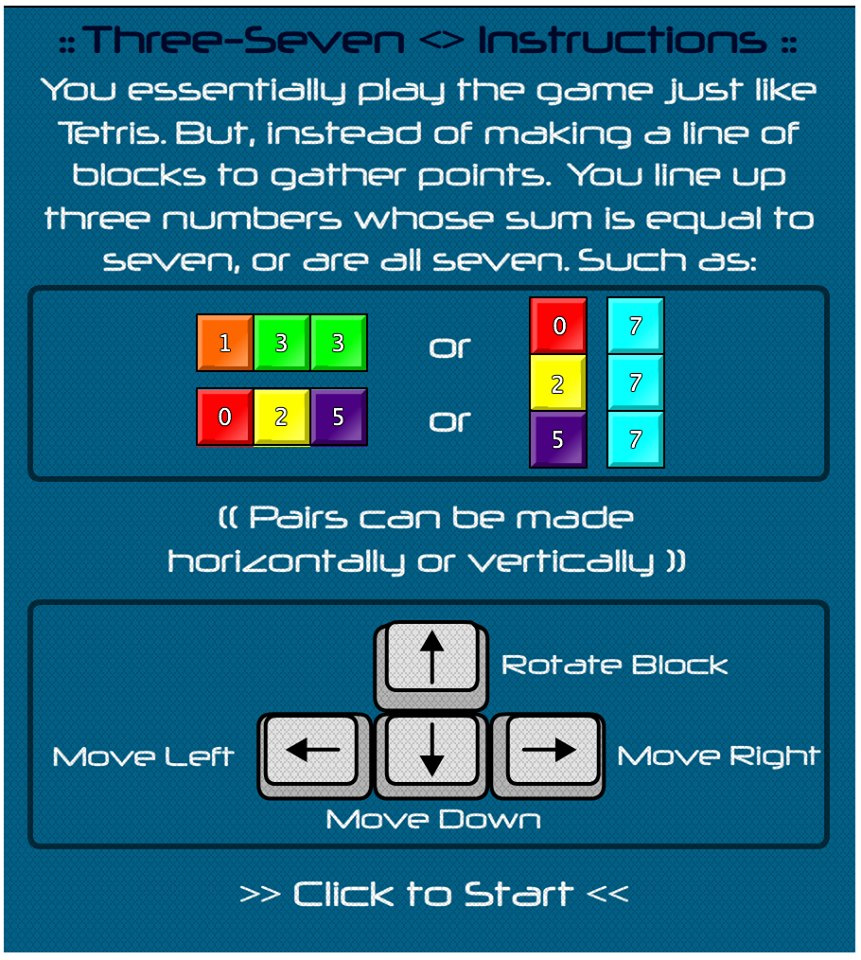 :: Three-Seven <> Instructions ::
You essentially play the game just like
Tetris. But, instead of making a line of
blocks to gather points. You line up
three numbers whose sum is equal to
seven, or are all seven. Such as:
1 3 3 or
0 2 5 or
0 7
2 7
5 7
(( Pairs can be made
horizontally or vertically ))
↑ Rotate Block
Move Left ← ↓ → Move Right
Move Down
>> Click to Start <<